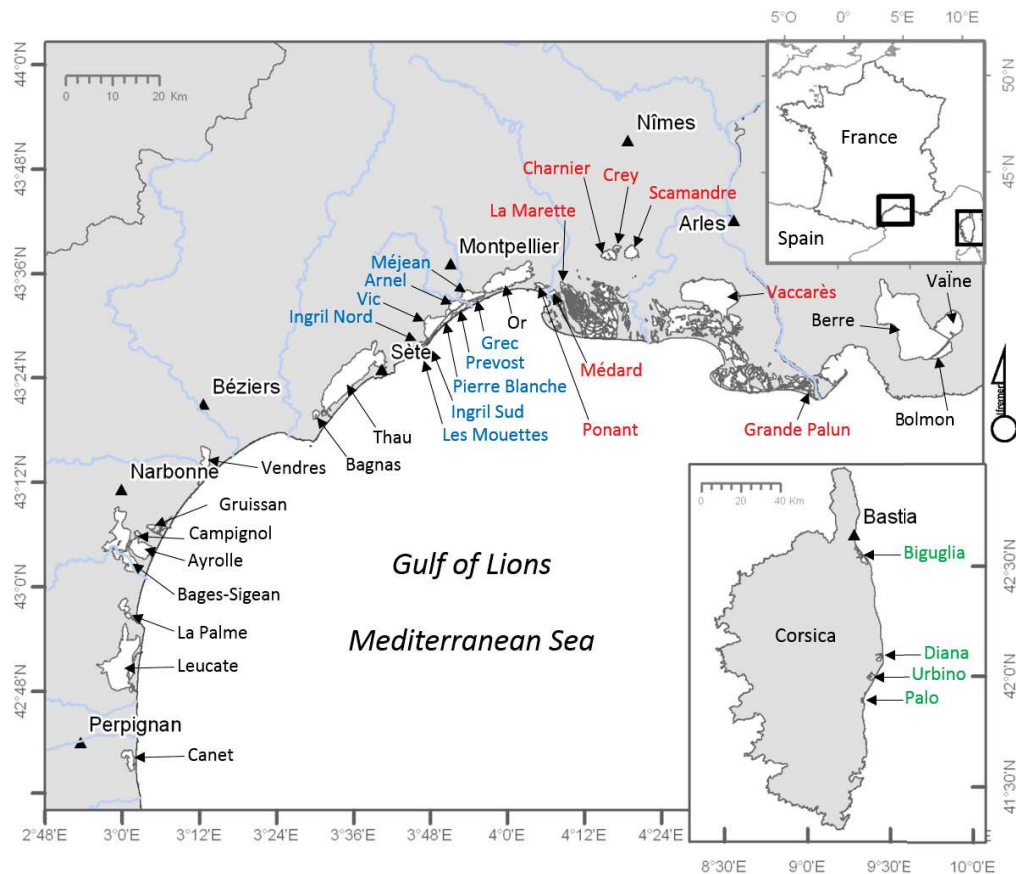 5°O 0°E 5°E 10°E
44°0'N
43°48'N
43°36'N
43°24'N
43°12'N
43°0'N
42°48'N
0 10 20 Km
Nîmes
Charnier
Crey
Scamandre
La Marette
Arles
Montpellier
Méjean
Arnel
Vic
Ingril Nord
Or
Vaccarès
Vaïne
Berre
Bolmon
Sète
Grec
Prevost
Pierre Blanche
Ingril Sud
Les Mouettes
Médard
Ponant
Grande Palun
Béziers
Thau
Bagnas
Vendres
Narbonne
Gruissan
Campignol
Ayrolle
Bages-Sigean
La Palme
Leucate
Perpignan
Canet
Gulf of Lions
Mediterranean Sea
France
Spain
50°N
45°N
0 20 40 Km
Bastia
Biguglia
Corsica
Diana
Urbino
Palo
42°30'N
42°0'N
41°30'N
2°48'E 3°0'E 3°12'E 3°24'E 3°36'E 3°48'E 4°0'E 4°12'E 4°24'E
8°30'E 9°0'E 9°30'E 10°0'E